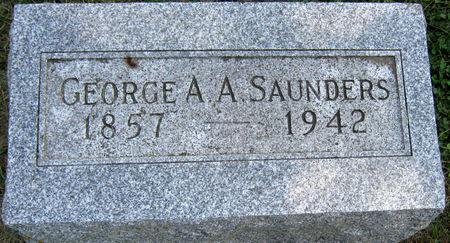 GEORGE A. A. SAUNDERS
1857 — 1942